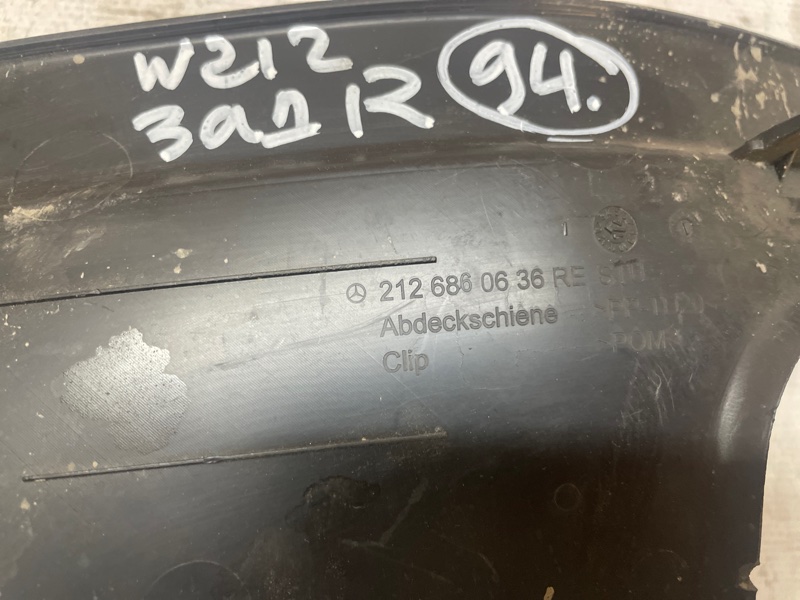 W212
зад R
94.
212 686 06 36 RE
Abdeckschiene
Clip